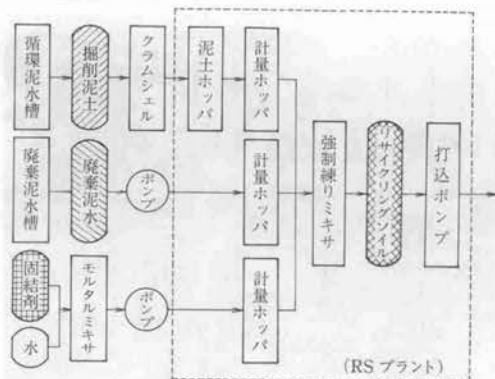 循環泥水槽
掘削泥土
クラムシェル
泥土ホッパ
計量ホッパ
廃棄泥水槽
廃棄泥水
ポンプ
計量ホッパ
強制練りミキサ
リサイクリングソイル
打込ポンプ
固結剤
水
モルタルミキサ
ポンプ
計量ホッパ
(RSプラント)